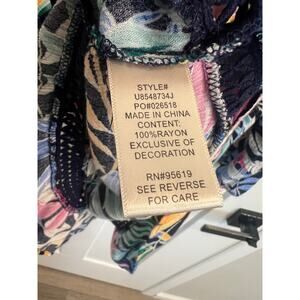 STYLE#
U8548734J
PO#026518
MADE IN CHINA
CONTENT:
100%RAYON
EXCLUSIVE OF
DECORATION
RN#95619
SEE REVERSE
FOR CARE